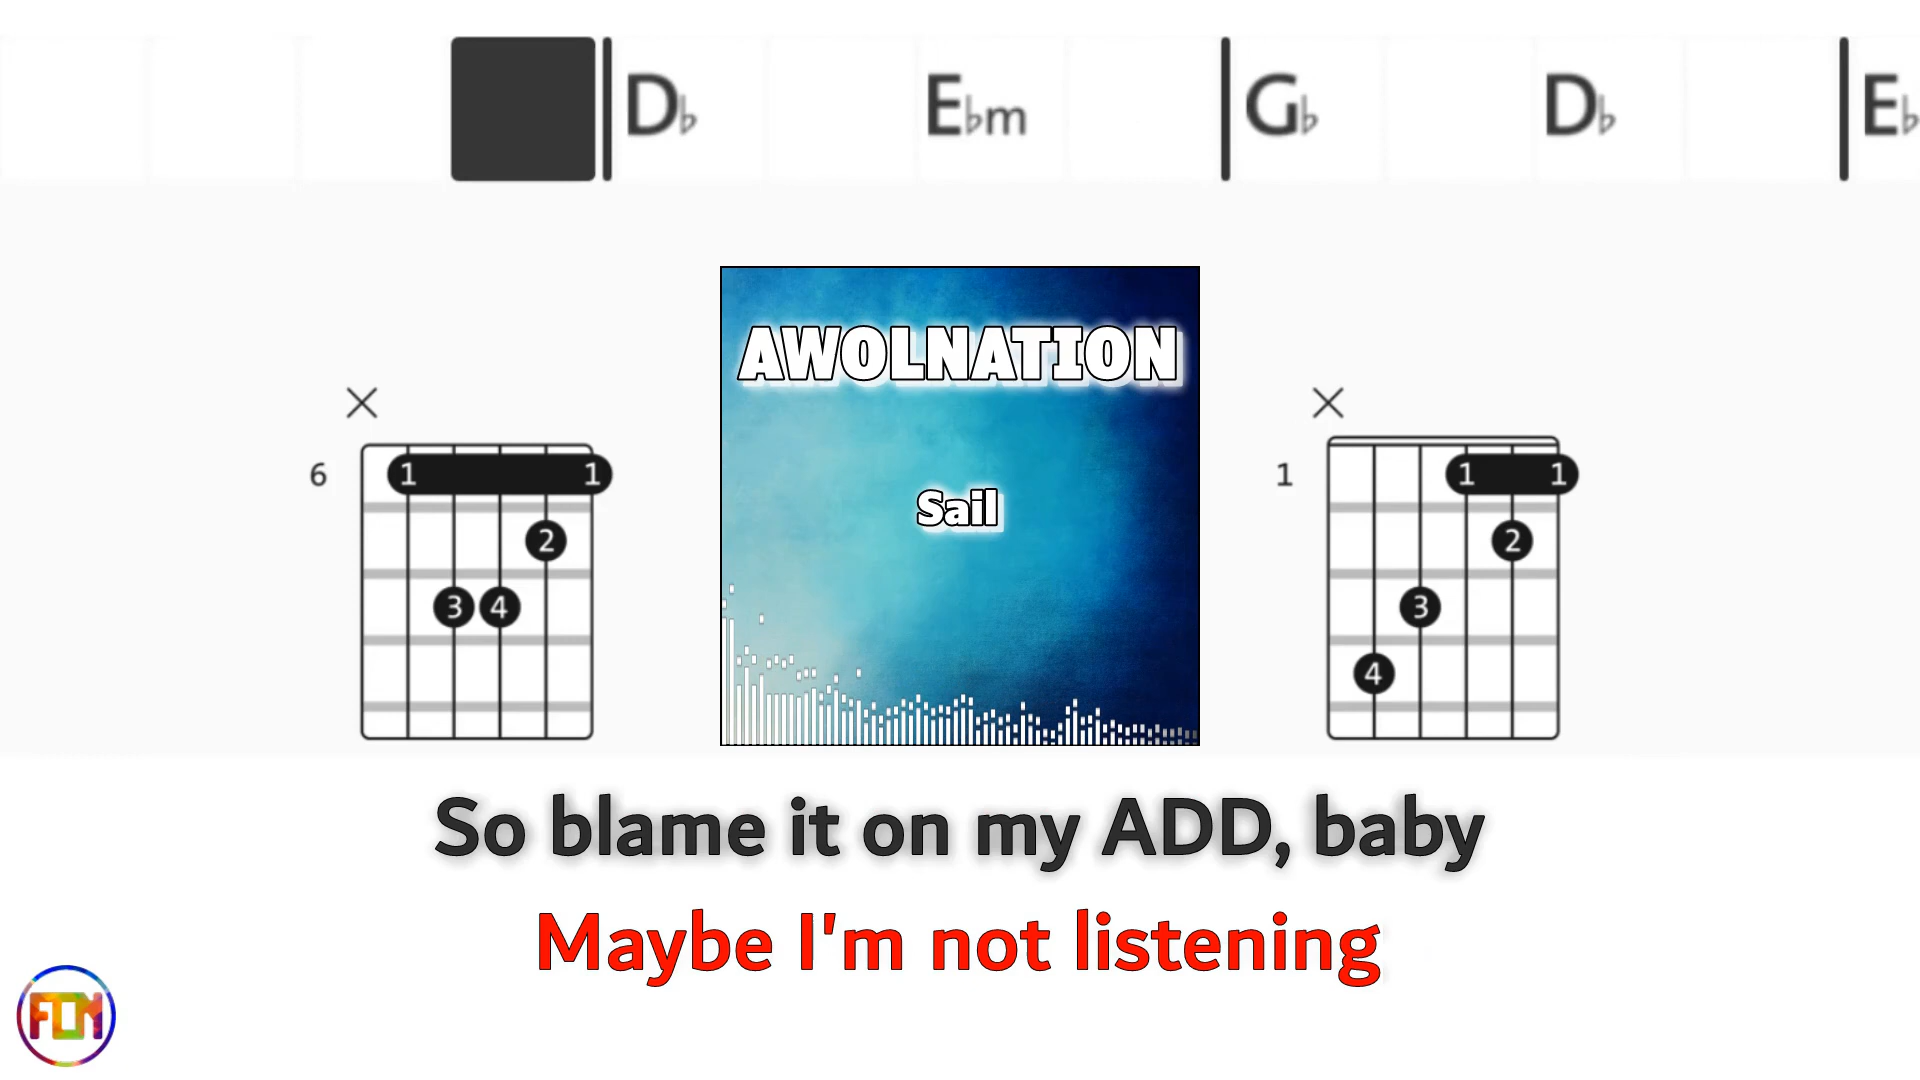 D♭ E♭m G♭ D♭ E♭
AWOLNATION
Sail
6 1 1
2
3 4
1 1 1
2
3
4
So blame it on my ADD, baby
Maybe I'm not listening
FOM